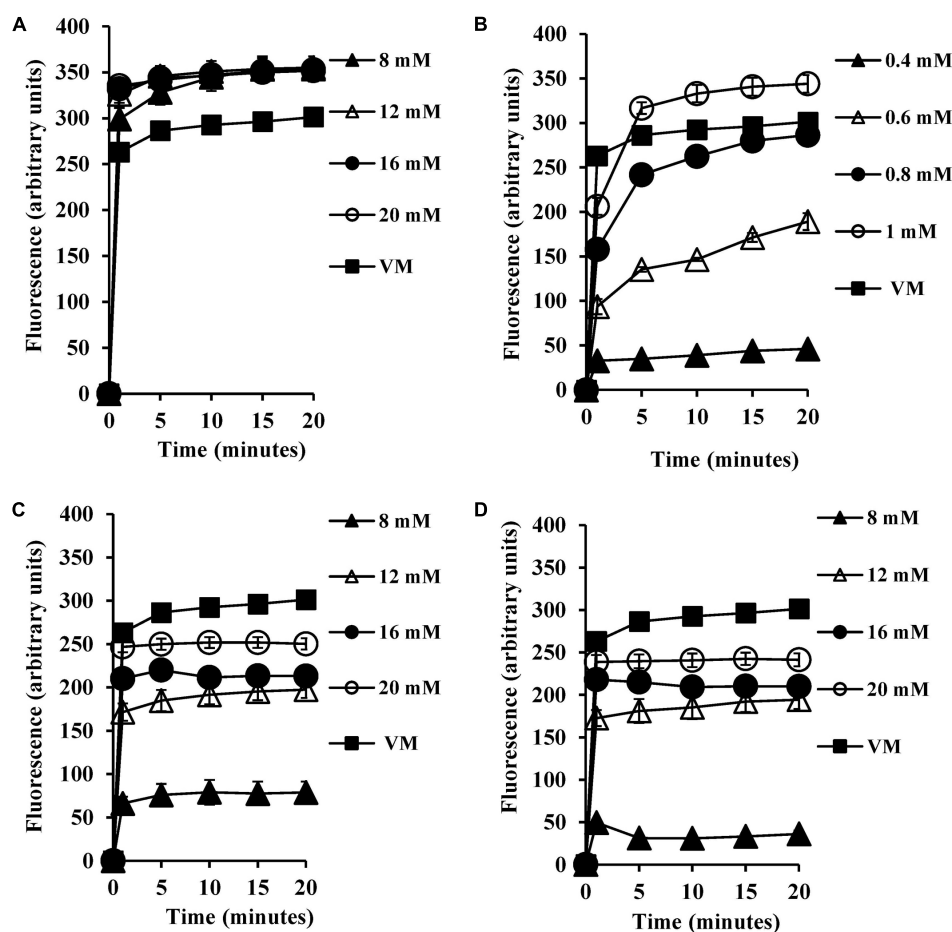 A
Fluorescence (arbitrary units)
400
350
300
250
200
150
100
50
0
0 5 10 15 20
Time (minutes)
8 mM
12 mM
16 mM
20 mM
VM
B
Fluorescence (arbitrary units)
400
350
300
250
200
150
100
50
0
0 5 10 15 20
Time (minutes)
0.4 mM
0.6 mM
0.8 mM
1 mM
VM
C
Fluorescence (arbitrary units)
400
350
300
250
200
150
100
50
0
0 5 10 15 20
Time (minutes)
8 mM
12 mM
16 mM
20 mM
VM
D
Fluorescence (arbitrary units)
400
350
300
250
200
150
100
50
0
0 5 10 15 20
Time (minutes)
8 mM
12 mM
16 mM
20 mM
VM